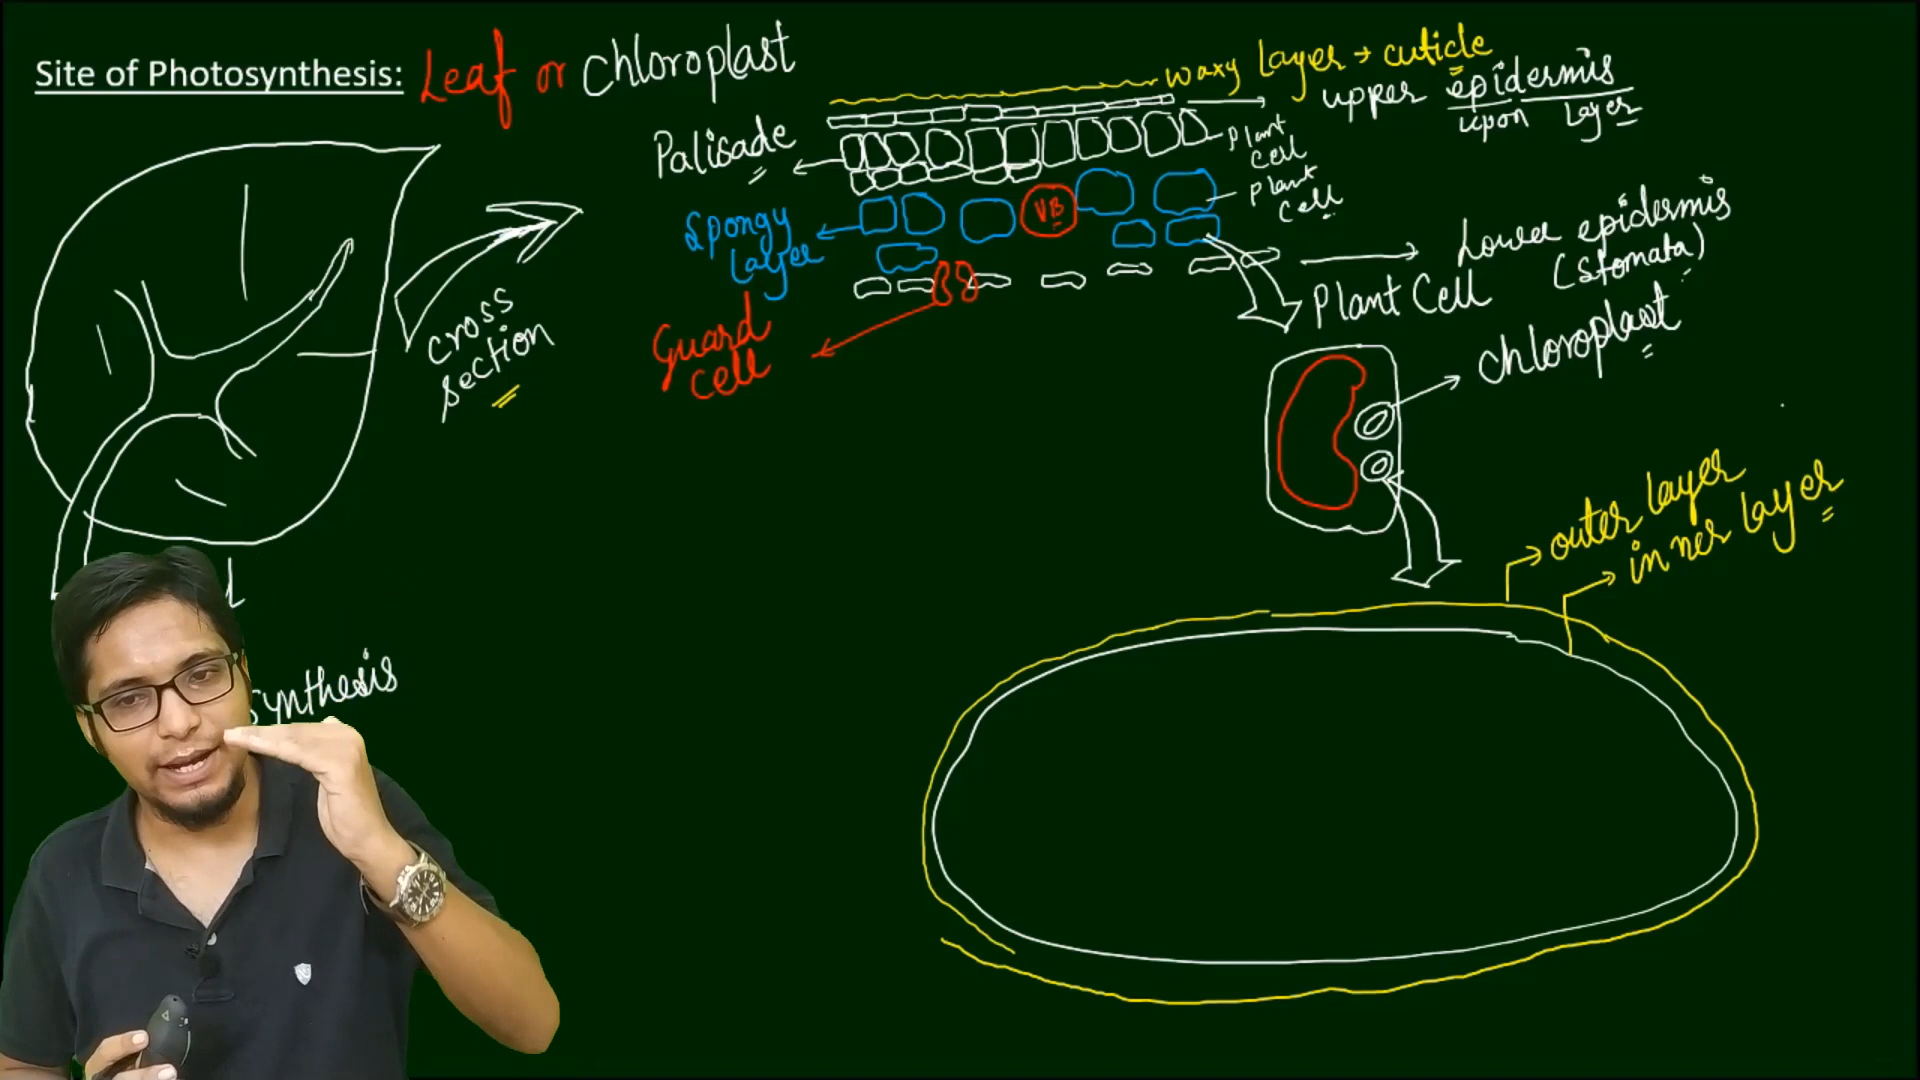 Site of Photosynthesis: Leaf or Chloroplast
waxy Layer → cuticle
upper epidermis
upon Layer
Palisade
Plant
Cell
Plant
Cell
Spongy
Layer
VB
Lower epidermis
(Stomata)
Guard
cell
cross
section
Plant Cell
chloroplast
outer layer
inner layer
synthesis